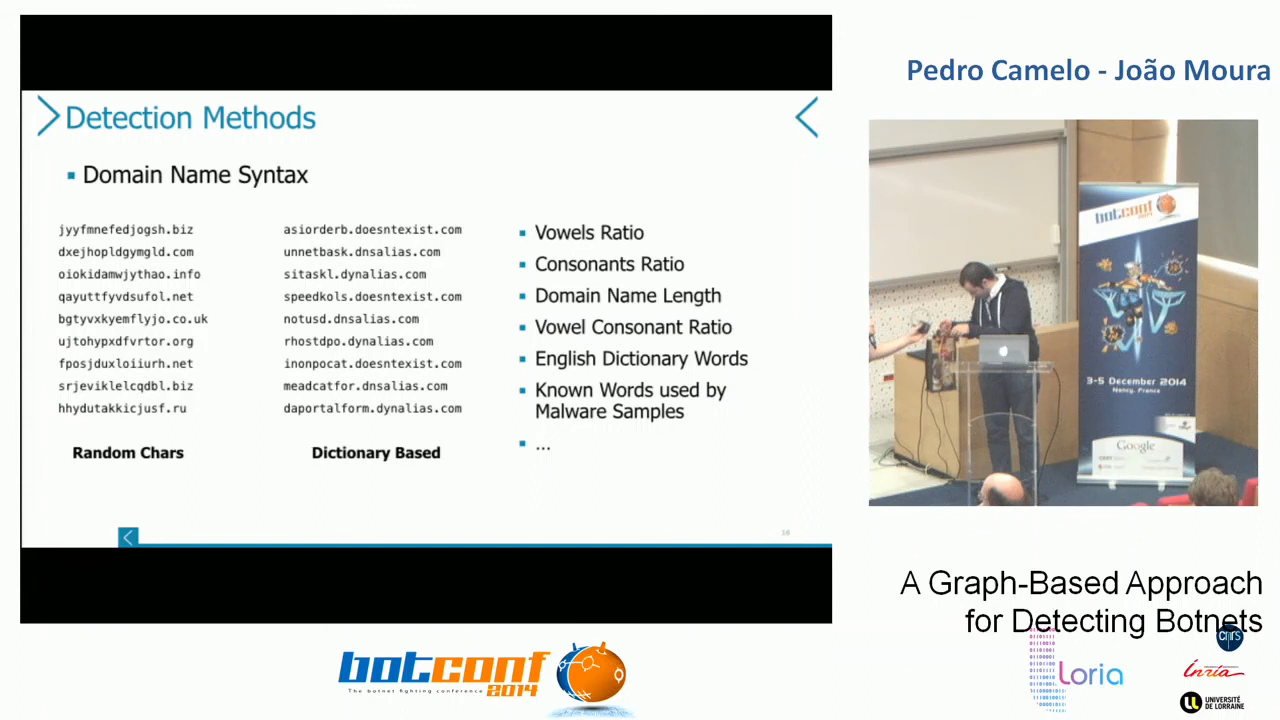 Pedro Camelo - João Moura
Detection Methods
Domain Name Syntax
jyyfmnefedjogsh.biz
dxejhopldgymgld.com
oiokidamwjythao.info
qayuttfyvdsufol.net
bgtyvxkyemflyjo.co.uk
ujtohypxdfvrtor.org
fposjduxloiiurh.net
srjeviklelcqdbl.biz
hhydutakkicjusf.ru
Random Chars
asiorderb.doesntexist.com
unnetbask.dnsalias.com
sitaskl.dynalias.com
speedkols.doesntexist.com
notusd.dnsalias.com
rhostdpo.dynalias.com
inonpocat.doesntexist.com
meadcatfor.dnsalias.com
daportalform.dynalias.com
Dictionary Based
Vowels Ratio
Consonants Ratio
Domain Name Length
Vowel Consonant Ratio
English Dictionary Words
Known Words used by
Malware Samples
...
botconf
2014
3-5 December 2014
Nancy, France
Google
A Graph-Based Approach
for Detecting Botnets
botconf
The botnet fighting conference 2014
Loria
cnrs
Inria
UNIVERSITÉ
DE LORRAINE